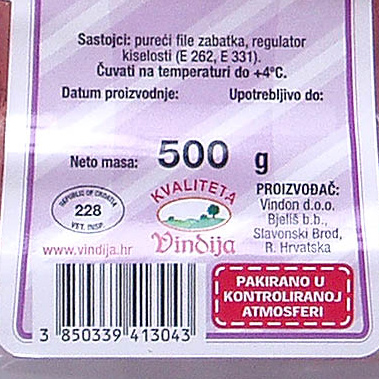 Sastojci: pureći file zabatka, regulator
kiselosti (E 262, E 331).
Čuvati na temperaturi do +4°C.
Datum proizvodnje: Upotrebljivo do:
Neto masa: 500 g
REPUBLIC OF CROATIA
228
VET. INSP.
KVALITETA
Vindija
www.vindija.hr
PROIZVOĐAČ:
Vindon d.o.o.
Bjeliš b.b.,
Slavonski Brod,
R. Hrvatska
PAKIRANO U
KONTROLIRANOJ
ATMOSFERI
3 850339 413043